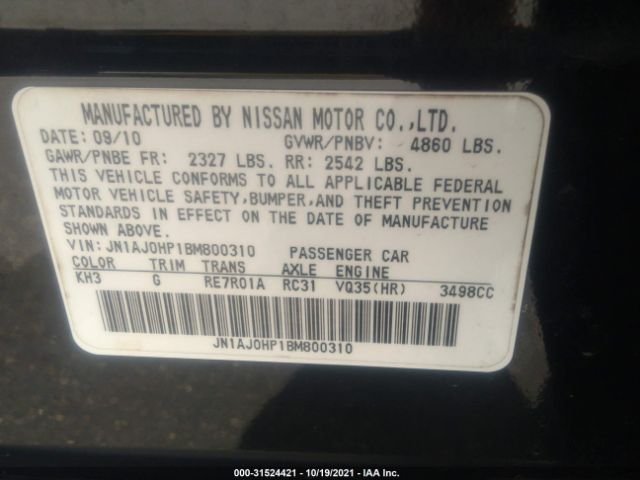 MANUFACTURED BY NISSAN MOTOR CO.,LTD.
DATE: 09/10 GVWR/PNBV: 4860 LBS.
GAWR/PNBE FR: 2327 LBS. RR: 2542 LBS.
THIS VEHICLE CONFORMS TO ALL APPLICABLE FEDERAL
MOTOR VEHICLE SAFETY,BUMPER,AND THEFT PREVENTION
STANDARDS IN EFFECT ON THE DATE OF MANUFACTURE
SHOWN ABOVE.
VIN: JN1AJ0HP1BM800310 PASSENGER CAR
COLOR TRIM TRANS AXLE ENGINE
KH3 G RE7R01A RC31 VQ35(HR) 3498CC
JN1AJ0HP1BM800310
000-31524421 - 10/19/2021 - IAA Inc.